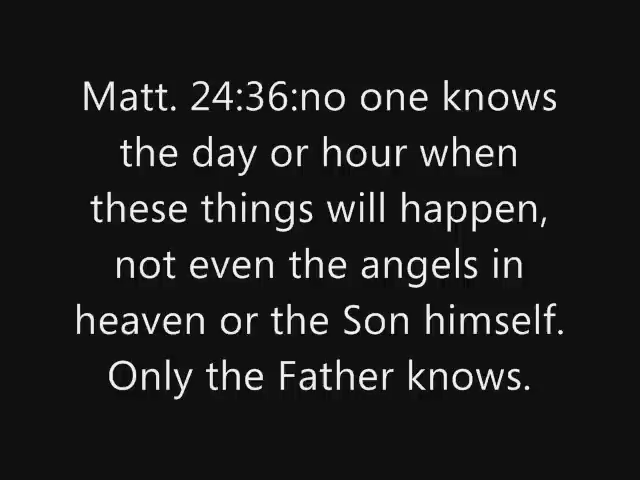 Matt. 24:36:no one knows
the day or hour when
these things will happen,
not even the angels in
heaven or the Son himself.
Only the Father knows.